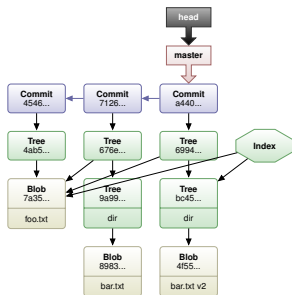 head
master
Commit
4546...
Commit
7126...
Commit
a440...
Tree
4ab5...
Tree
676e...
Tree
6994...
Index
Blob
7a35...
foo.txt
Tree
9a99...
dir
Tree
bc45...
dir
Blob
8983...
bar.txt
Blob
4f55...
bar.txt v2